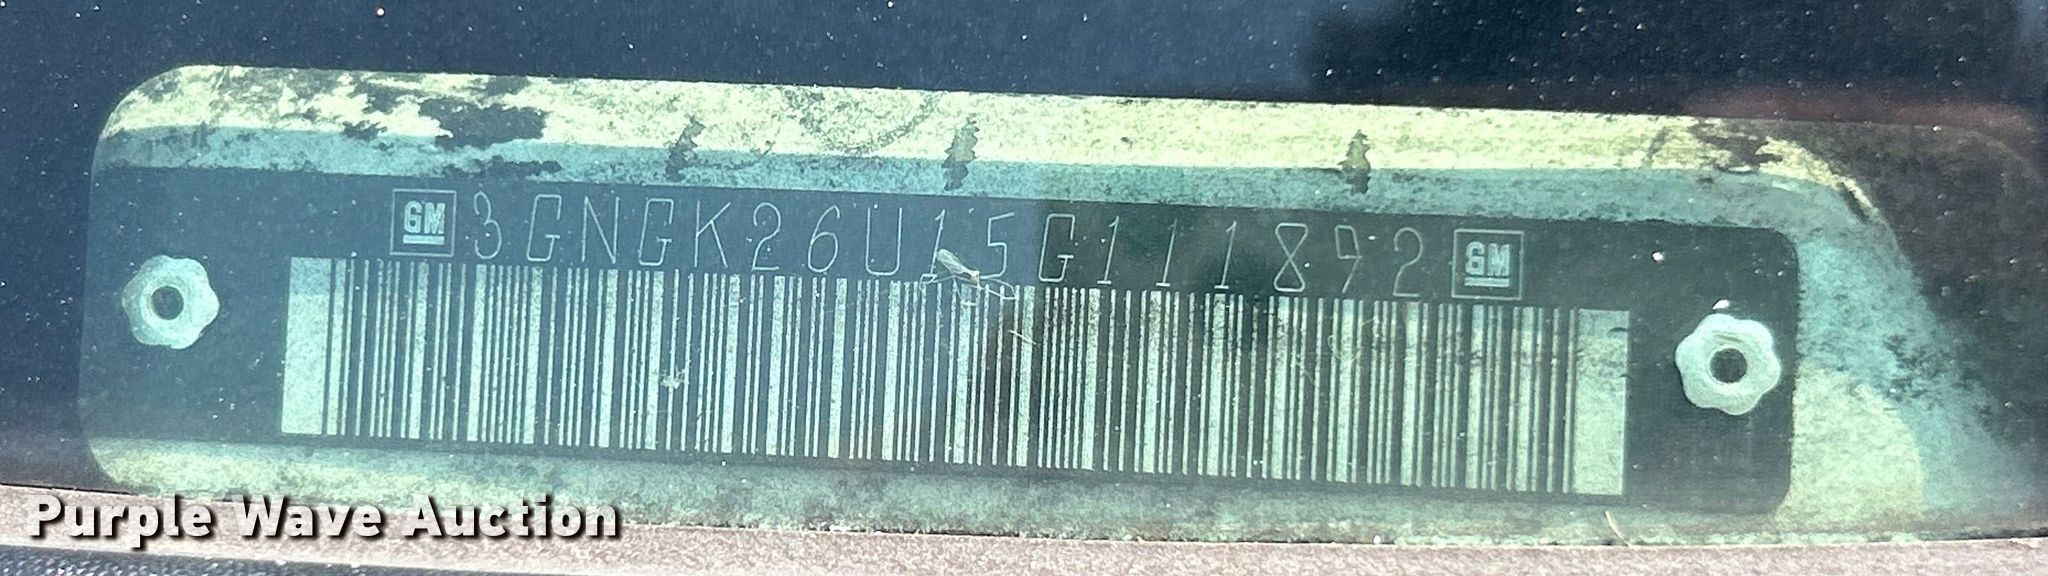 GM 3GNGK26U15G111892 GM
Purple Wave Auction